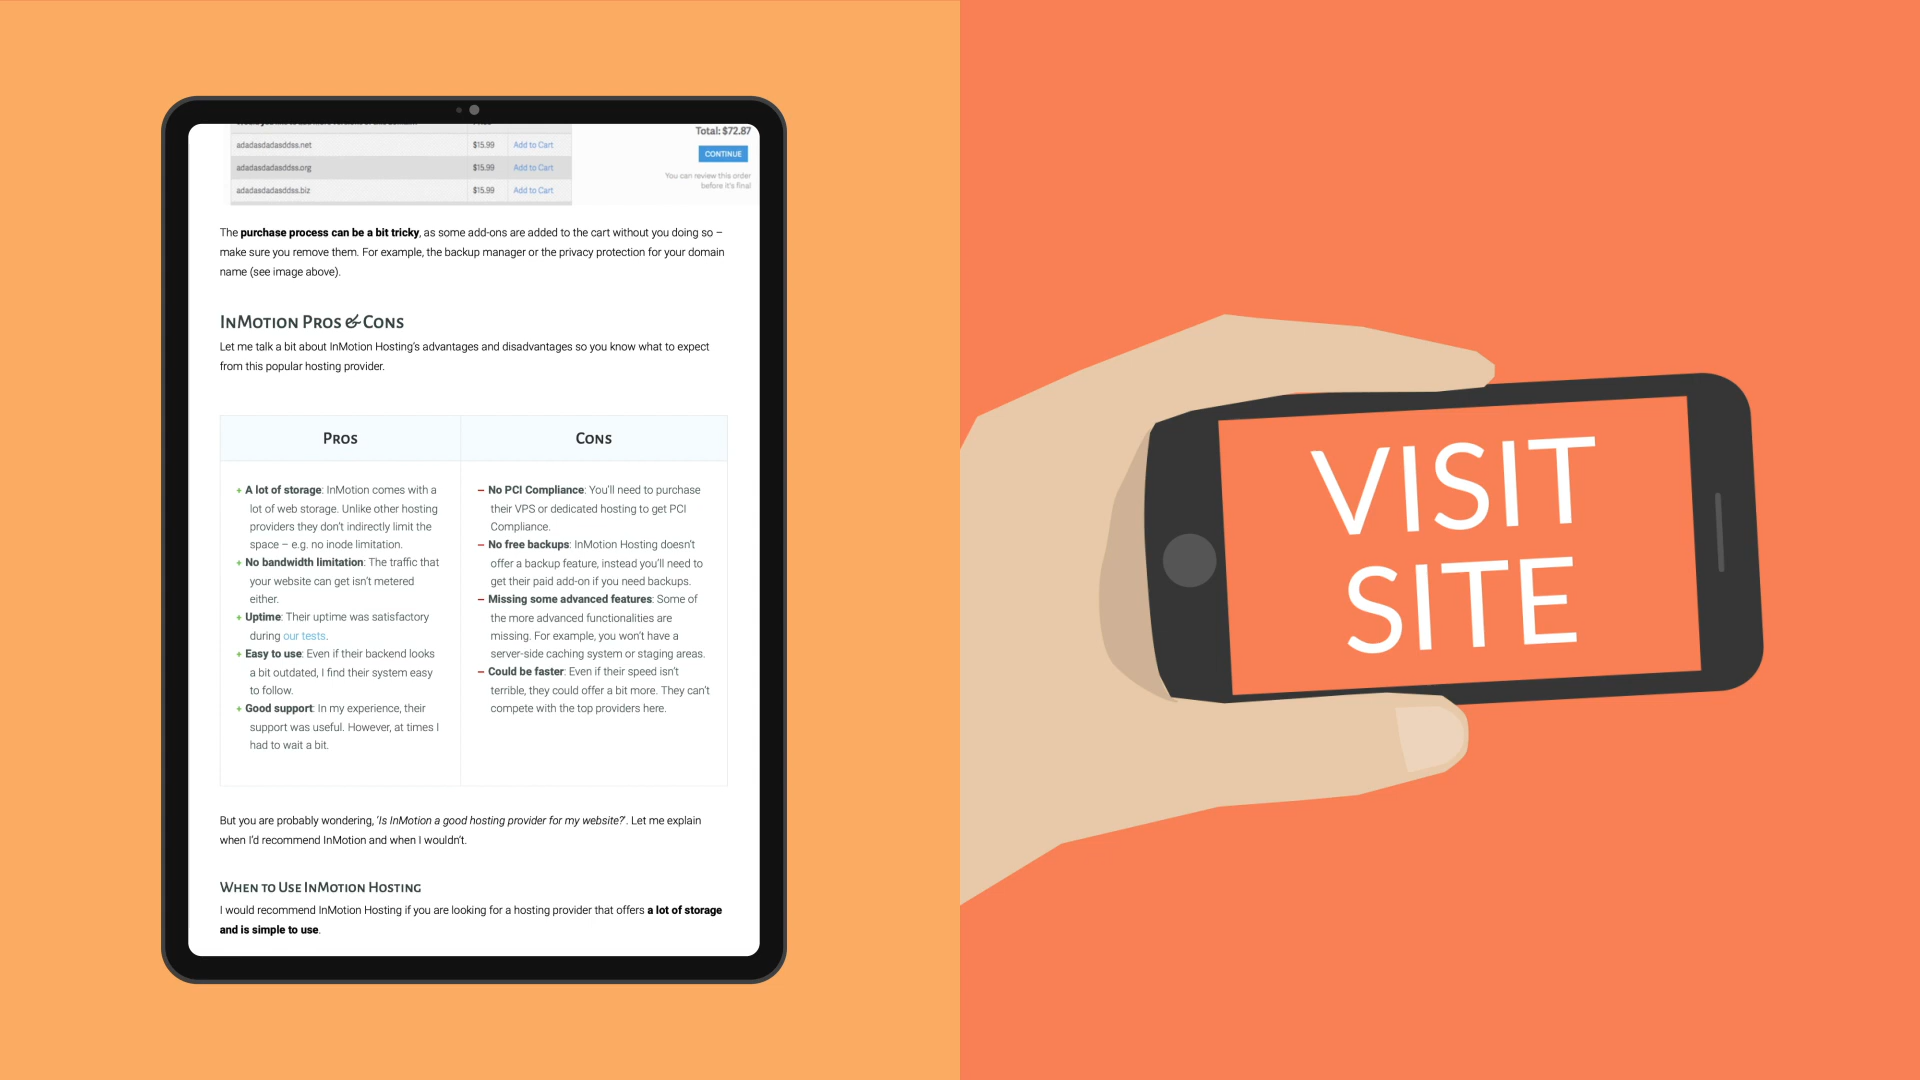 Total: $72.87
adadasdadasddss.net $15.99 Add to Cart
CONTINUE
adadasdadasddss.org $15.99 Add to Cart
You can review this order
before it's final
adadasdadasddss.biz $15.99 Add to Cart
The purchase process can be a bit tricky, as some add-ons are added to the cart without you doing so –
make sure you remove them. For example, the backup manager or the privacy protection for your domain
name (see image above).
InMotion Pros & Cons
Let me talk a bit about InMotion Hosting's advantages and disadvantages so you know what to expect
from this popular hosting provider.
Pros
+ A lot of storage: InMotion comes with a
lot of web storage. Unlike other hosting
providers they don't indirectly limit the
space – e.g. no inode limitation.
+ No bandwidth limitation: The traffic that
your website can get isn't metered
either.
+ Uptime: Their uptime was satisfactory
during our tests.
+ Easy to use: Even if their backend looks
a bit outdated, I find their system easy
to follow.
+ Good support: In my experience, their
support was useful. However, at times I
had to wait a bit.
Cons
– No PCI Compliance: You'll need to purchase
their VPS or dedicated hosting to get PCI
Compliance.
– No free backups: InMotion Hosting doesn't
offer a backup feature, instead you'll need to
get their paid add-on if you need backups.
– Missing some advanced features: Some of
the more advanced functionalities are
missing. For example, you won't have a
server-side caching system or staging areas.
– Could be faster: Even if their speed isn't
terrible, they could offer a bit more. They can't
compete with the top providers here.
But you are probably wondering, 'Is InMotion a good hosting provider for my website?'. Let me explain
when I'd recommend InMotion and when I wouldn't.
When to Use InMotion Hosting
I would recommend InMotion Hosting if you are looking for a hosting provider that offers a lot of storage
and is simple to use.
VISIT
SITE